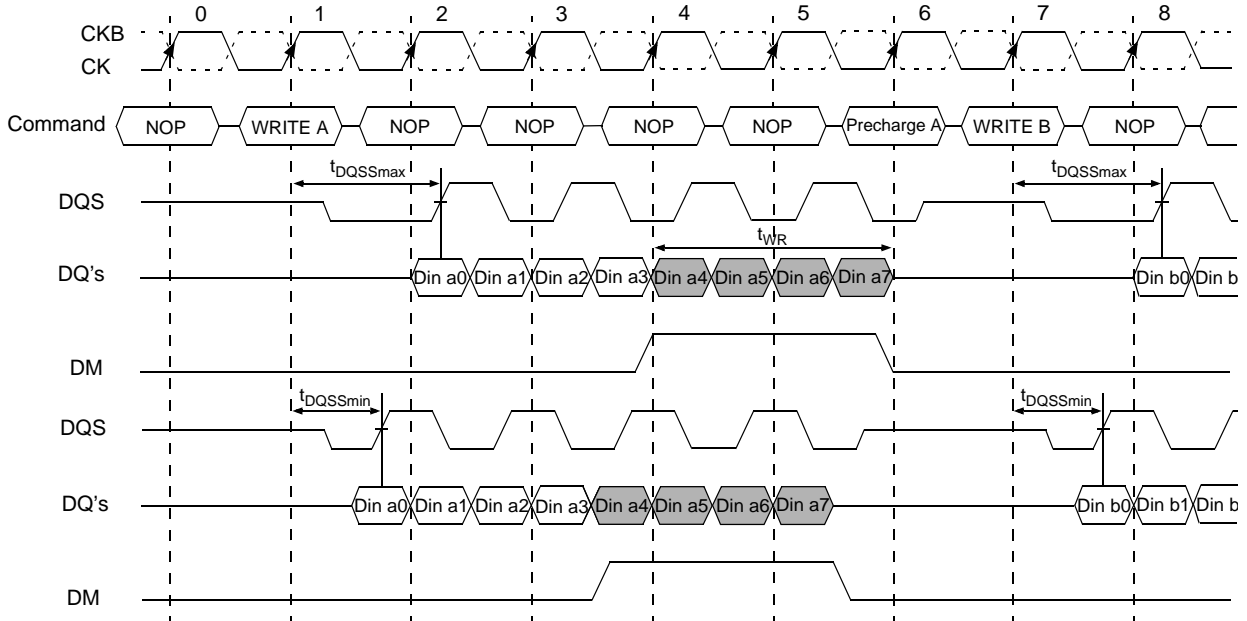 0 1 2 3 4 5 6 7 8
CKB
CK
Command NOP WRITE A NOP NOP NOP NOP Precharge A WRITE B NOP
tDQSSmax tDQSSmax
DQS
tWR
DQ's Din a0 Din a1 Din a2 Din a3 Din a4 Din a5 Din a6 Din a7 Din b0 Din b
DM
tDQSSmin tDQSSmin
DQS
DQ's Din a0 Din a1 Din a2 Din a3 Din a4 Din a5 Din a6 Din a7 Din b0 Din b1 Din b
DM